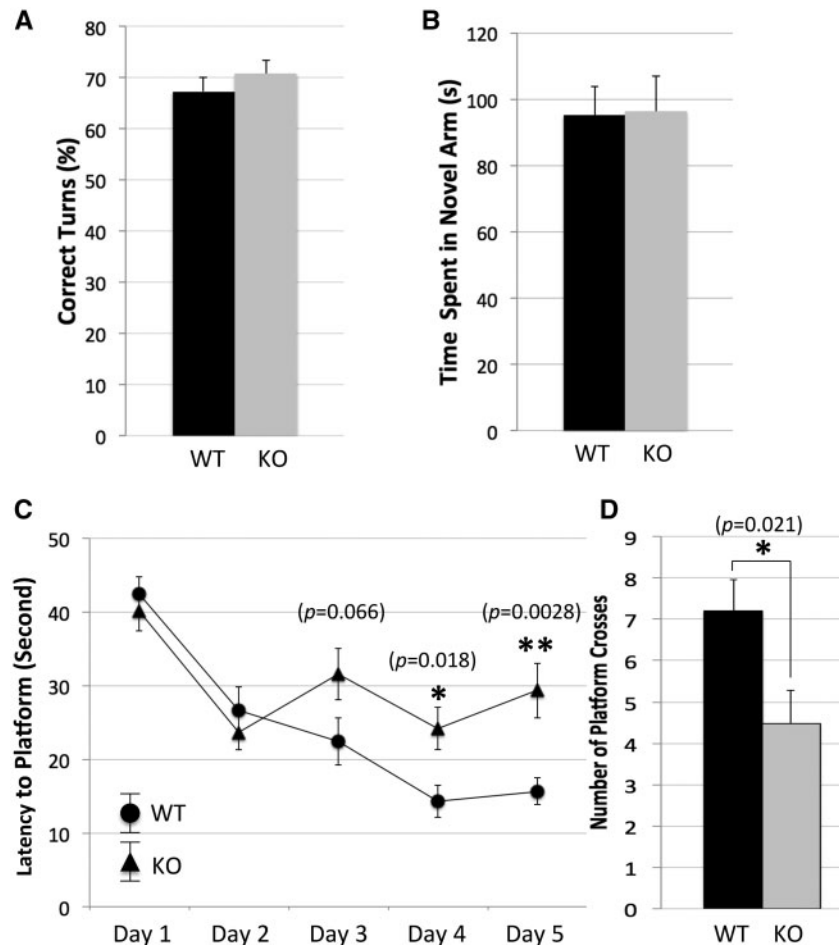 A
Correct Turns (%)
80
70
60
50
40
30
20
10
0
WT KO
B
Time Spent in Novel Arm (s)
120
100
80
60
40
20
0
WT KO
C
Latency to Platform (Second)
50
40
30
20
10
0
(p=0.066)
(p=0.018)
*
(p=0.0028)
**
WT
KO
Day 1 Day 2 Day 3 Day 4 Day 5
D
Number of Platform Crosses
(p=0.021)
*
9
8
7
6
5
4
3
2
1
0
WT KO